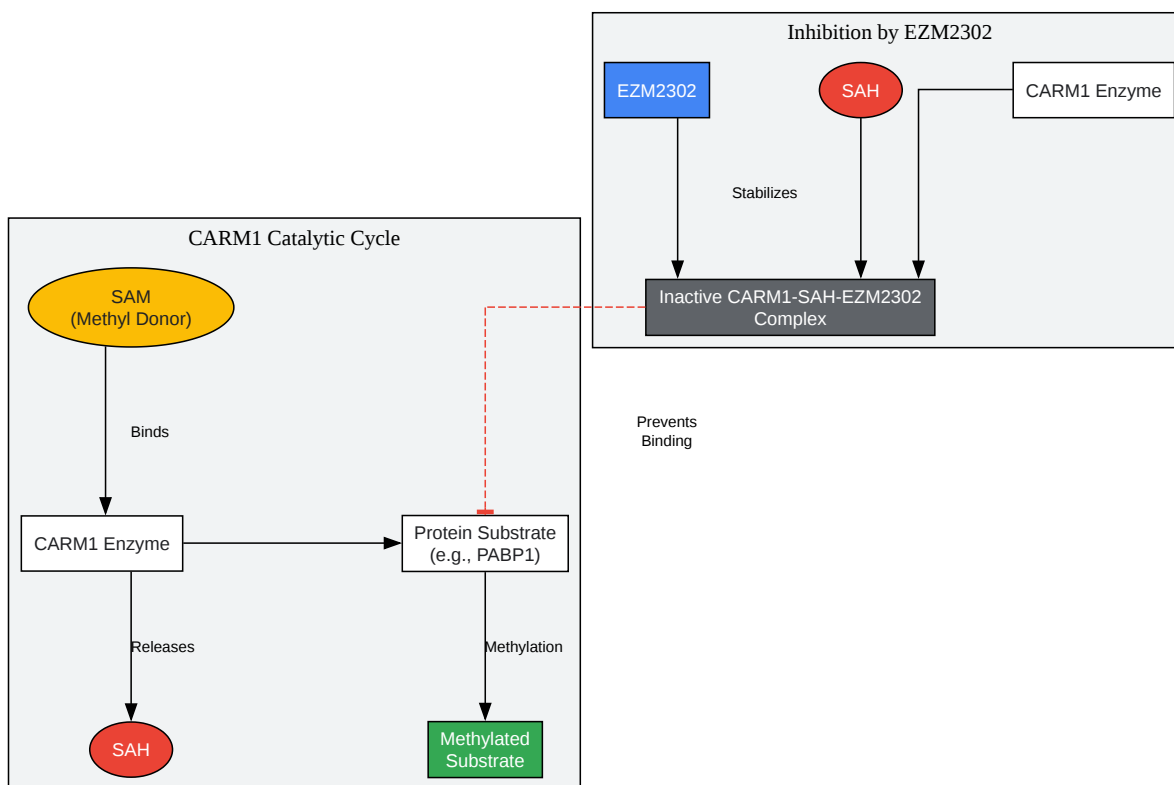 Inhibition by EZM2302
EZM2302
SAH
CARM1 Enzyme
Stabilizes
Inactive CARM1-SAH-EZM2302
Complex
Prevents
Binding
CARM1 Catalytic Cycle
SAM
(Methyl Donor)
Binds
CARM1 Enzyme
Protein Substrate
(e.g., PABP1)
Releases
Methylation
SAH
Methylated
Substrate